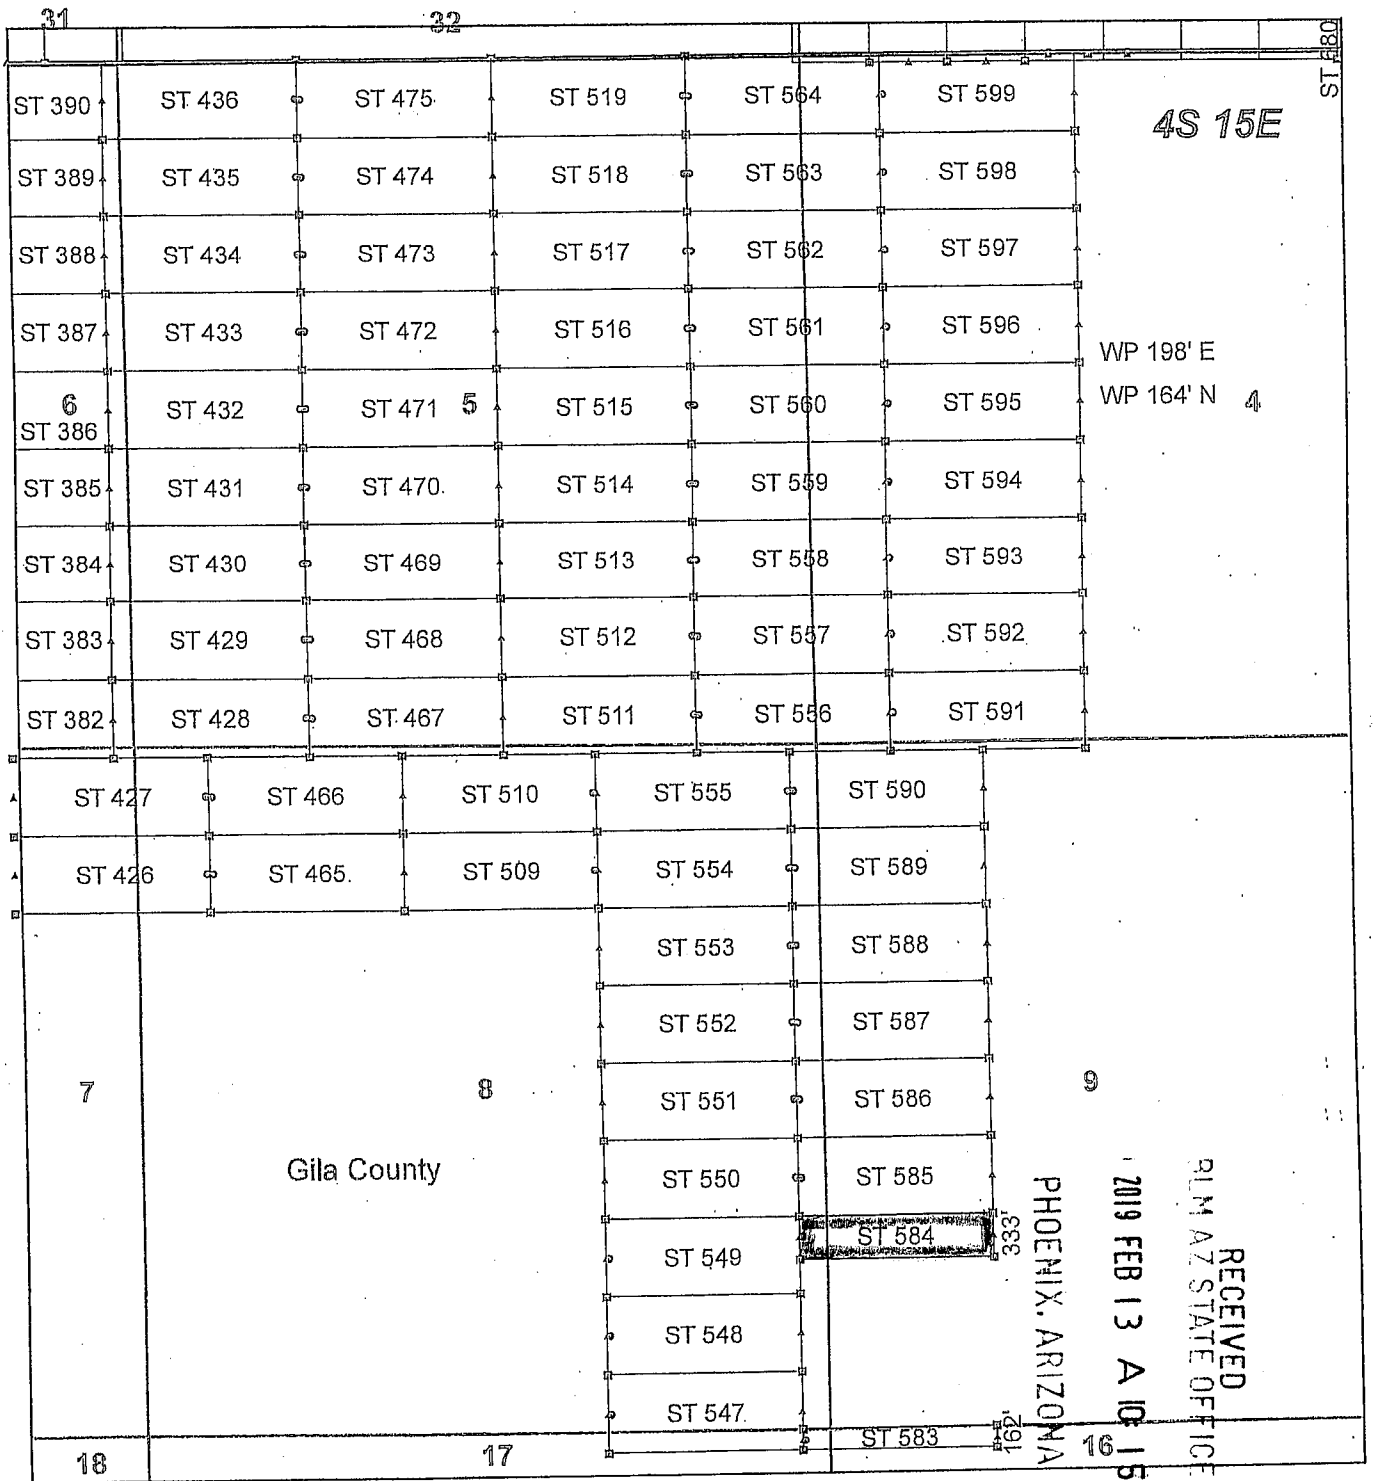 31 32
ST 680
ST 390 ST 436 ST 475 ST 519 ST 564 ST 599
4S 15E
ST 389 ST 435 ST 474 ST 518 ST 563 ST 598
ST 388 ST 434 ST 473 ST 517 ST 562 ST 597
ST 387 ST 433 ST 472 ST 516 ST 561 ST 596
WP 198' E
6 ST 432 ST 471 5 ST 515 ST 560 ST 595 WP 164' N 4
ST 386
ST 385 ST 431 ST 470 ST 514 ST 559 ST 594
ST 384 ST 430 ST 469 ST 513 ST 558 ST 593
ST 383 ST 429 ST 468 ST 512 ST 557 ST 592
ST 382 ST 428 ST 467 ST 511 ST 556 ST 591
ST 427 ST 466 ST 510 ST 555 ST 590
ST 426 ST 465 ST 509 ST 554 ST 589
ST 553 ST 588
ST 552 ST 587
7 8 ST 551 ST 586 9
Gila County ST 550 ST 585
ST 584 333'
ST 549
ST 548
ST 547
ST 583 162'
18 17 16
RECEIVED
BLM AZ STATE OFFICE
2019 FEB 13 A 10 15
PHOENIX, ARIZONA